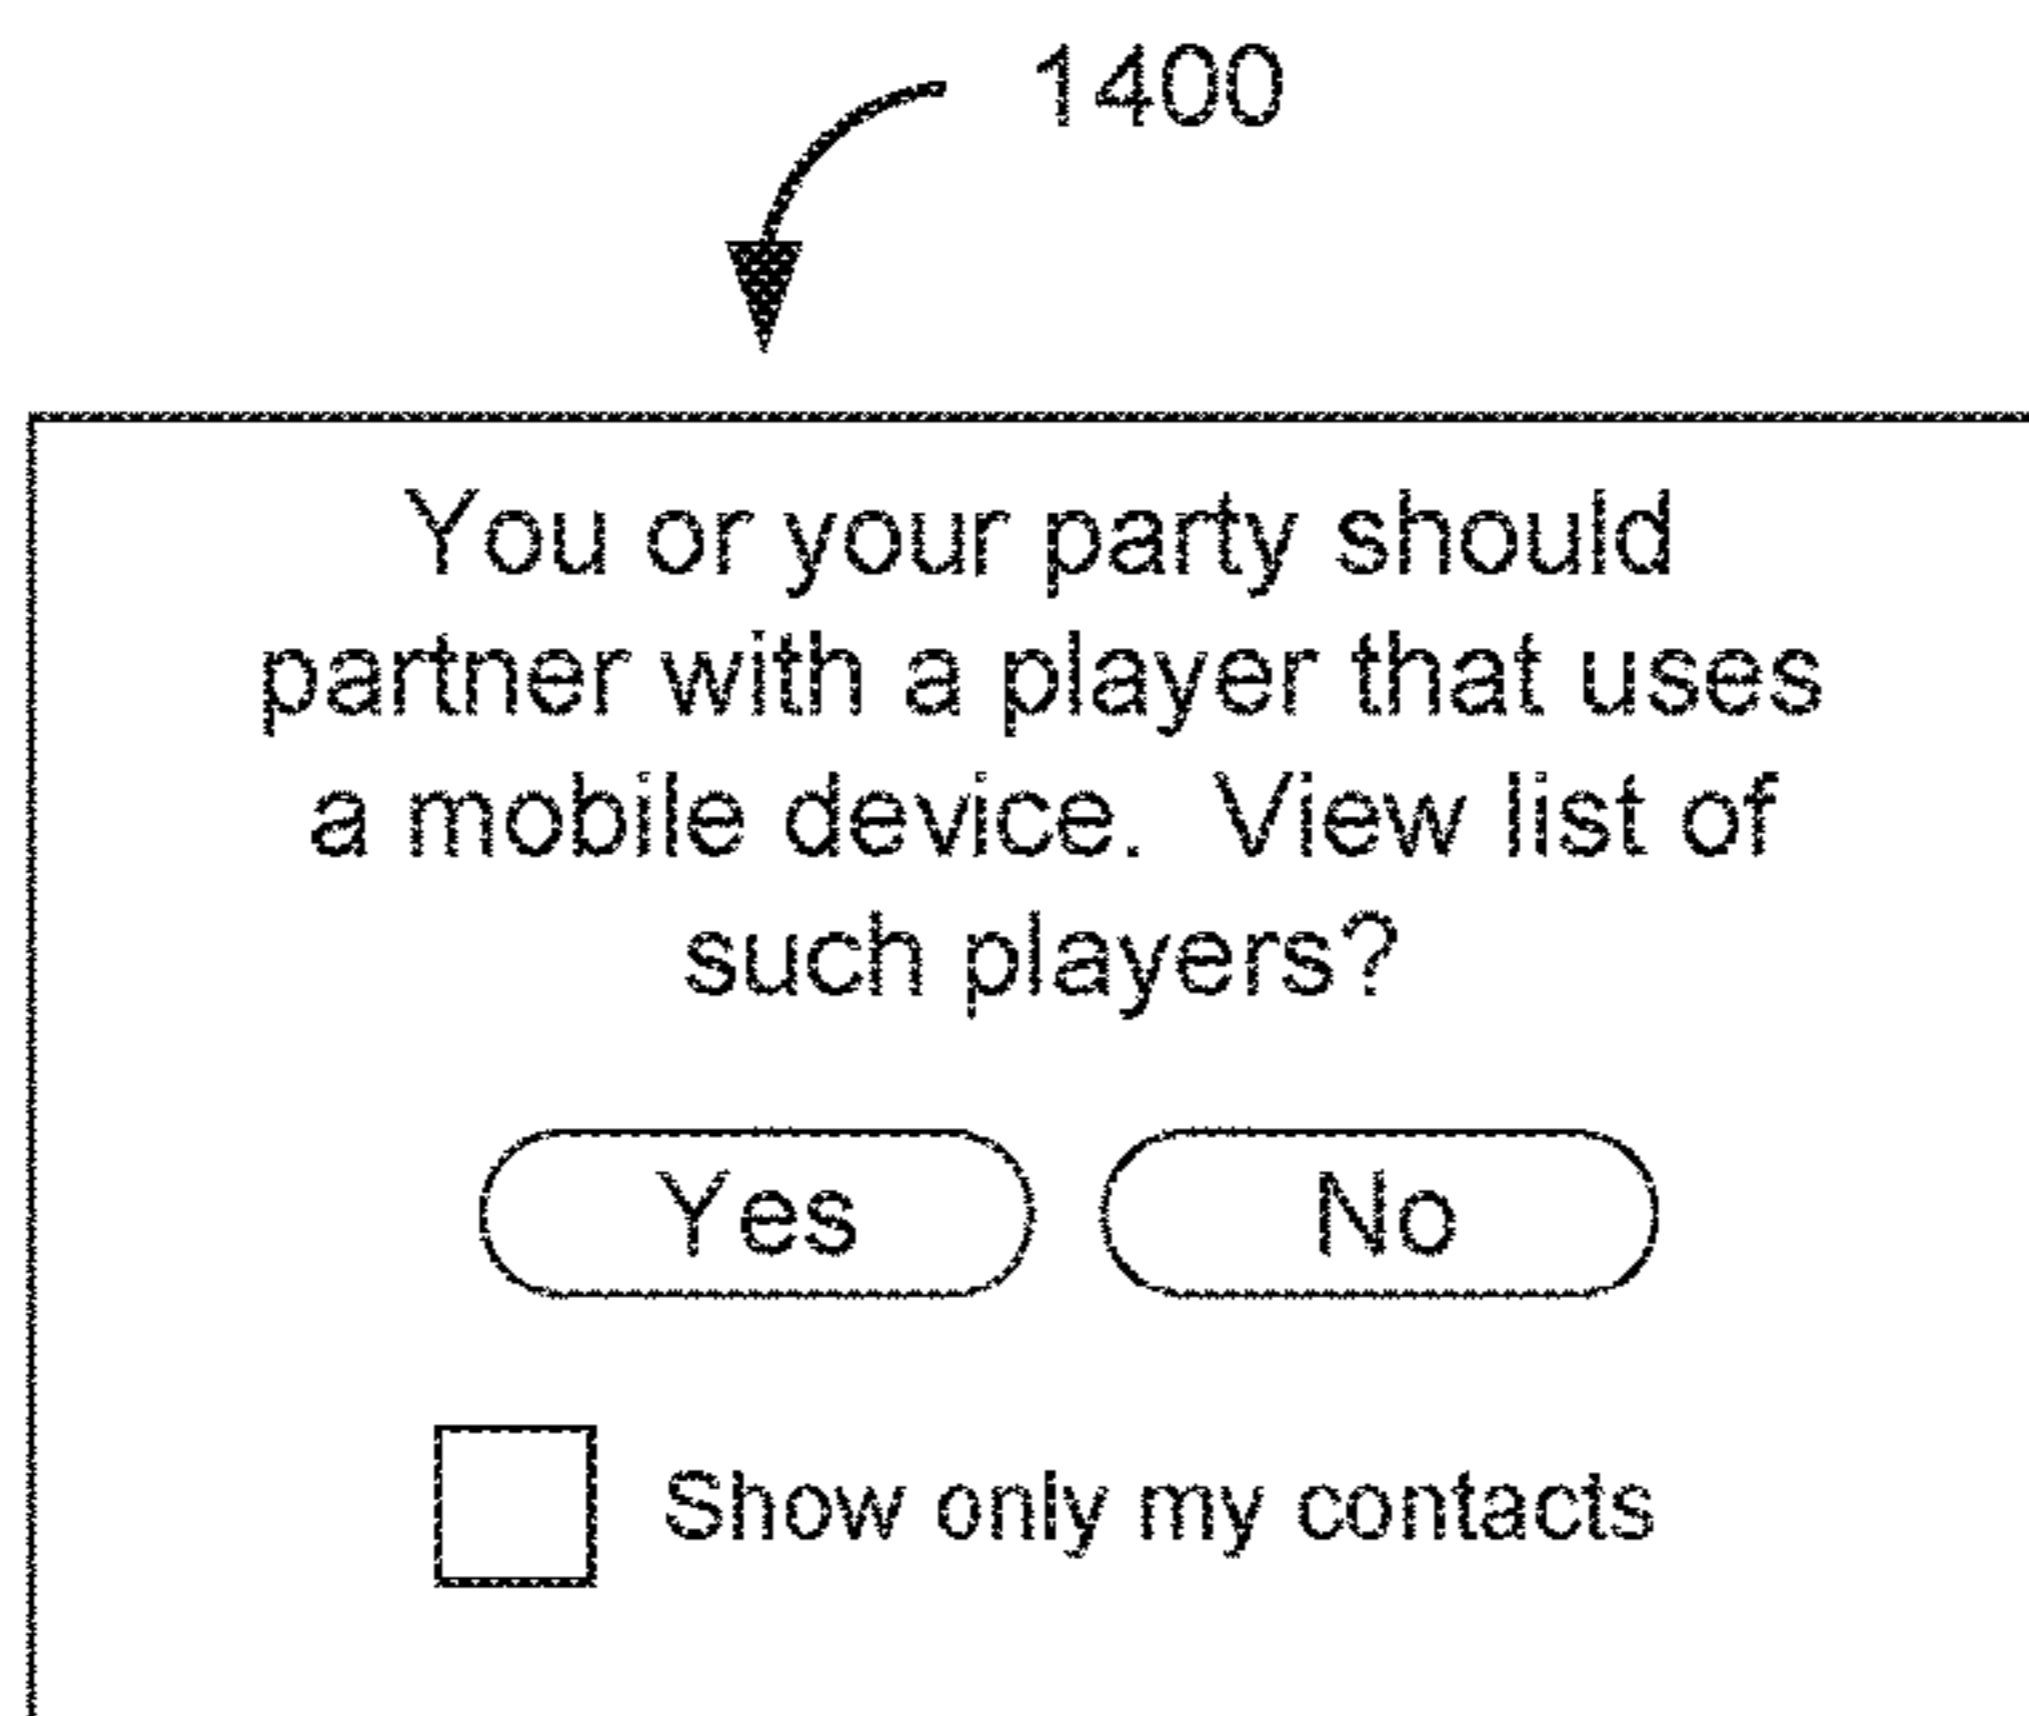 1400
You or your party should
partner with a player that uses
a mobile device.  View list of
such players?
Yes No
Show only my contacts